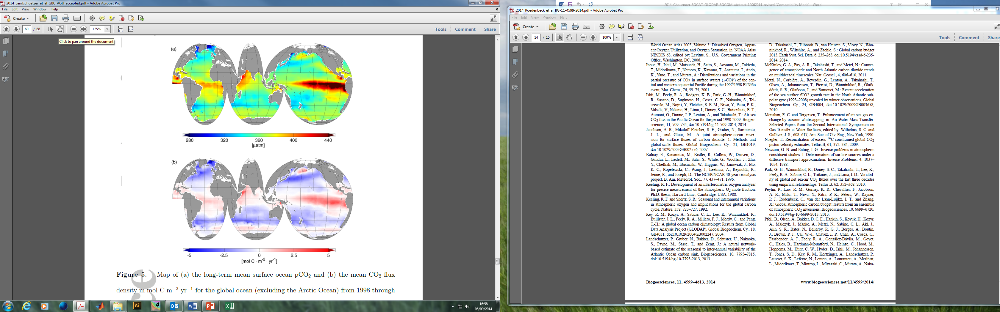 2014_Landschuetzer_et_al_GBC_AGU_accepted.pdf - Adobe Acrobat Pro
File Edit View Window Help
Create
60 / 68
125%
Tools Comment Share
Click to pan around the document
(a)
280 320 360 400 440
[µatm]
(b)
-5 -2.5 0 2.5 5
[mol C · m⁻² · yr⁻¹]
Figure 5. Map of (a) the long-term mean surface ocean pCO₂ and (b) the mean CO₂ flux
density in mol C m⁻² yr⁻¹ for the global ocean (excluding the Arctic Ocean) from 1998 through
Ai
4
16:58
05/09/2014
2014_Challenger_SOCAT_GLODAP_SOCOM_abstract_12062014_revised [Compatibility Mode] - Word
2014_Roedenbeck_et_al_BG-11-4599-2014.pdf - Adobe Acrobat Pro
File Edit View Window Help
Create
14 / 15
100%
Tools Comment Share
World Ocean Atlas 2005, Volume 3: Dissolved Oxygen, Appar-
ent Oxygen Utilization, and Oxygen Saturation, in: NOAA Atlas
NESDIS 63, edited by: Levitus, S., U.S. Government Printing
Office, Washington, DC, 2006.
Inoue, H., Ishii, M., Matsueda, H., Saito, S., Aoyama, M., Tokieda,
T., Midorikawa, T., Nemoto, K., Kawano, T., Asanuma, I., Ando,
K., Yano, T., and Murata, A.: Distributions and variations in the
partial pressure of CO₂ in surface waters (pCO₂ʷ) of the cen-
tral and western equatorial Pacific during the 1997/1998 El Niño
event, Mar. Chem., 76, 59–75, 2001.
Ishii, M., Feely, R. A., Rodgers, K. B., Park, G.-H., Wanninkhof,
R., Sasano, D., Sugimoto, H., Cosca, C. E., Nakaoka, S., Tel-
szewski, M., Nojiri, Y., Fletcher, S. E. M., Niwa, Y., Patra, P. K.,
Valsala, V., Nakano, H., Lima, I., Doney, S. C., Buitenhuis, E. T.,
Aumont, O., Dunne, J. P., Lenton, A., and Takahashi, T.: Air-sea
CO₂ flux in the Pacific Ocean for the period 1990-2009, Biogeo-
sciences, 11, 709–734, doi:10.5194/bg-11-709-2014, 2014.
Jacobson, A. R., Mikaloff Fletcher, S. E., Gruber, N., Sarmiento,
J. L., and Gloor, M.: A joint atmosphere-ocean inver-
sion for surface fluxes of carbon dioxide: 1. Methods and
global-scale fluxes, Global Biogeochem. Cy., 21, GB1019,
doi:10.1029/2005GB002556, 2007.
Kalnay, E., Kanamitsu, M., Kistler, R., Collins, W., Deaven, D.,
Gandin, L., Iredell, M., Saha, S., White, G., Woollen, J., Zhu,
Y., Chelliah, M., Ebisuzaki, W., Higgins, W., Janowiak, J., Mo,
K. C., Ropelewski, C., Wang, J., Leetmaa, A., Reynolds, R.,
Jenne, R., and Joseph, D.: The NCEP/NCAR 40-year reanalysis
project, B. Am. Meteorol. Soc., 77, 437–471, 1996.
Keeling, R. F.: Development of an interferometric oxygen analyzer
for precise measurement of the atmospheric O₂ mole fraction,
Ph.D. thesis, Harvard Univ., Cambridge, USA, 1988.
Keeling, R. F. and Shertz, S. R.: Seasonal and interannual variations
in atmospheric oxygen and implications for the global carbon
cycle, Nature, 358, 723–727, 1992.
Key, R. M., Kozyr, A., Sabine, C. L., Lee, K., Wanninkhof, R.,
Bullister, J. L., Feely, R. A., Millero, F. J., Mordy, C., and Peng,
T.-H.: A global ocean carbon climatology: Results from Global
Data Analysis Project (GLODAP), Global Biogeochem. Cy., 18,
GB4031, doi:10.1029/2004GB002247, 2004.
Landschützer, P., Gruber, N., Bakker, D., Schuster, U., Nakaoka,
S., Payne, M., Sasse, T., and Zeng, J.: A neural network-
based estimate of the seasonal to inter-annual variability of the
Atlantic Ocean carbon sink, Biogeosciences, 10, 7793–7815,
doi:10.5194/bg-10-7793-2013, 2013.
D., Takahashi, T., Tilbrook, B., van Heuven, S., Viovy, N., Wan-
ninkhof, R., Wiltshire, A., and Zaehle, S.: Global carbon budget
2013, Earth Syst. Sci. Data, 6, 235–263, doi:10.5194/essd-6-235-
2014, 2014.
McKinley, G. A., Fay, A. R., Takahashi, T., and Metzl, N.: Conver-
gence of atmospheric and North Atlantic carbon dioxide trends
on multidecadal timescales, Nat. Geosci., 4, 606–610, 2011.
Metzl, N., Corbière, A., Reverdin, G., Lenton, A., Takahashi, T.,
Olsen, A., Johannessen, T., Pierrot, D., Wanninkhof, R., Ólafs-
dóttir, S. R., Olafsson, J., and Ramonet, M.: Recent acceleration
of the sea surface fCO2 growth rate in the North Atlantic sub-
polar gyre (1993–2008) revealed by winter observations, Global
Biogeochem. Cy., 24, GB4004, doi:10.1029/2009GB003658,
2010.
Monahan, E. C. and Torgersen, T.: Enhancement of air-sea gas ex-
change by oceanic whitecapping, in: Air-Water Mass Transfer:
Selected Papers from the Second International Symposium on
Gas Transfer at Water Surfaces, edited by: Wilhelms, S. C. and
Gulliver, J. S., 608–617, Am. Soc. of Civ. Eng., New York, 1990.
Naegler, T.: Reconciliation of excess ¹⁴C-constrained global CO₂
piston velocity estimates, Tellus B, 61, 372–384, 2009.
Newsam, G. N. and Enting, I. G.: Inverse problems in atmospheric
constituent studies: I. Determination of surface sources under a
diffusive transport approximation, Inverse Problems, 4, 1037–
1054, 1988.
Park, G.-H., Wanninkhof, R., Doney, S. C., Takahashi, T., Lee, K.,
Feely, R. A., Sabine, C. L., Triñanes, J., and Lima, I. D.: Variabil-
ity of global net sea-air CO₂ fluxes over the last three decades
using empirical relationships, Tellus B, 62, 352–368, 2010.
Peylin, P., Law, R. M., Gurney, K. R., Chevallier, F., Jacobson,
A. R., Maki, T., Niwa, Y., Patra, P. K., Peters, W., Rayner,
P. J., Rödenbeck, C., van der Laan-Luijkx, I. T., and Zhang,
X.: Global atmospheric carbon budget: results from an ensemble
of atmospheric CO₂ inversions, Biogeosciences, 10, 6699–6720,
doi:10.5194/bg-10-6699-2013, 2013.
Pfeil, B., Olsen, A., Bakker, D. C. E., Hankin, S., Koyuk, H., Kozyr,
A., Malczyk, J., Manke, A., Metzl, N., Sabine, C. L., Akl, J.,
Alin, S. R., Bates, N., Bellerby, R. G. J., Borges, A., Boutin,
J., Brown, P. J., Cai, W.-J., Chavez, F. P., Chen, A., Cosca, C.,
Fassbender, A. J., Feely, R. A., González-Dávila, M., Goyet,
C., Hales, B., Hardman-Mountford, N., Heinze, C., Hood, M.,
Hoppema, M., Hunt, C. W., Hydes, D., Ishii, M., Johannessen,
T., Jones, S. D., Key, R. M., Körtzinger, A., Landschützer, P.,
Lauvset, S. K., Lefèvre, N., Lenton, A., Lourantou, A., Merlivat,
L., Midorikawa, T., Mintrop, L., Miyazaki, C., Murata, A., Naka-
Biogeosciences, 11, 4599–4613, 2014
www.biogeosciences.net/11/4599/2014/